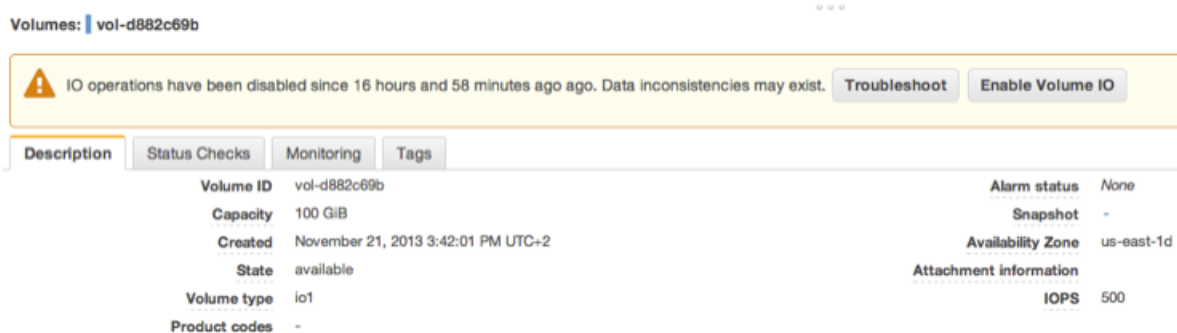 Volumes: vol-d882c69b
IO operations have been disabled since 16 hours and 58 minutes ago ago. Data inconsistencies may exist. Troubleshoot Enable Volume IO
Description Status Checks Monitoring Tags
Volume ID vol-d882c69b Alarm status None
Capacity 100 GiB Snapshot -
Created November 21, 2013 3:42:01 PM UTC+2 Availability Zone us-east-1d
State available Attachment information
Volume type io1 IOPS 500
Product codes -